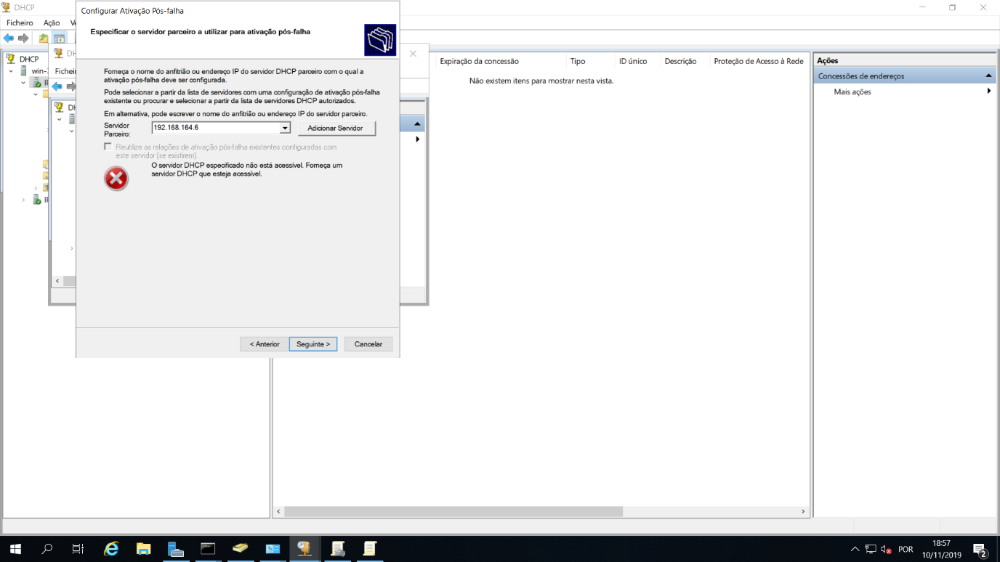 DHCP
Ficheiro Ação
DHCP
win-
Ficheir
Configurar Ativação Pós-falha
Especificar o servidor parceiro a utilizar para ativação pós-falha
Forneça o nome do anfitrião ou endereço IP do servidor DHCP parceiro com o qual a
ativação pós-falha deve ser configurada.
Pode selecionar a partir da lista de servidores com uma configuração de ativação pós-falha
existente ou procurar e selecionar a partir da lista de servidores DHCP autorizados.
Em alternativa, pode escrever o nome do anfitrião ou endereço IP do servidor parceiro.
Servidor
Parceiro:
192.168.164.6
Adicionar Servidor
Reutilize as relações de ativação pós-falha existentes configuradas com
este servidor (se existirem).
O servidor DHCP especificado não está acessível. Forneça um
servidor DHCP que esteja acessível.
< Anterior Seguinte > Cancelar
Expiração da concessão Tipo ID único Descrição Proteção de Acesso à Rede
Não existem itens para mostrar nesta vista.
Ações
Concessões de endereços
Mais ações
POR
18:57
10/11/2019
2